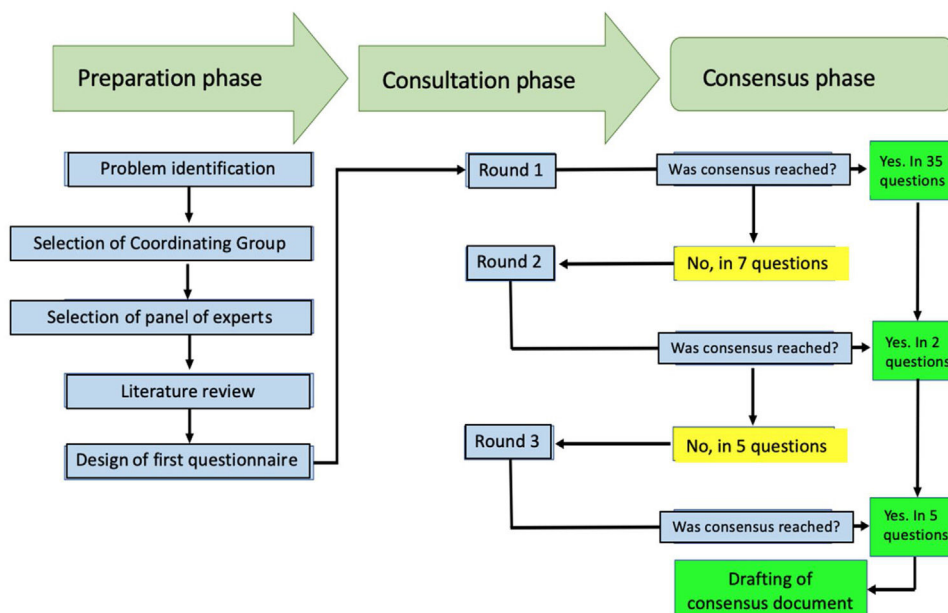 Preparation phase
Consultation phase
Consensus phase
Problem identification
Selection of Coordinating Group
Selection of panel of experts
Literature review
Design of first questionnaire
Round 1
Was consensus reached?
Yes. In 35
questions
No, in 7 questions
Round 2
Was consensus reached?
Yes. In 2
questions
No, in 5 questions
Round 3
Was consensus reached?
Yes. In 5
questions
Drafting of
consensus document